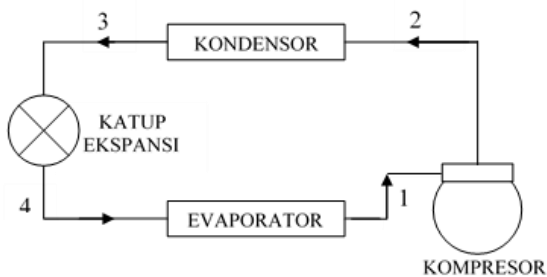 3
2
KONDENSOR
KATUP
EKSPANSI
4
EVAPORATOR
1
KOMPRESOR